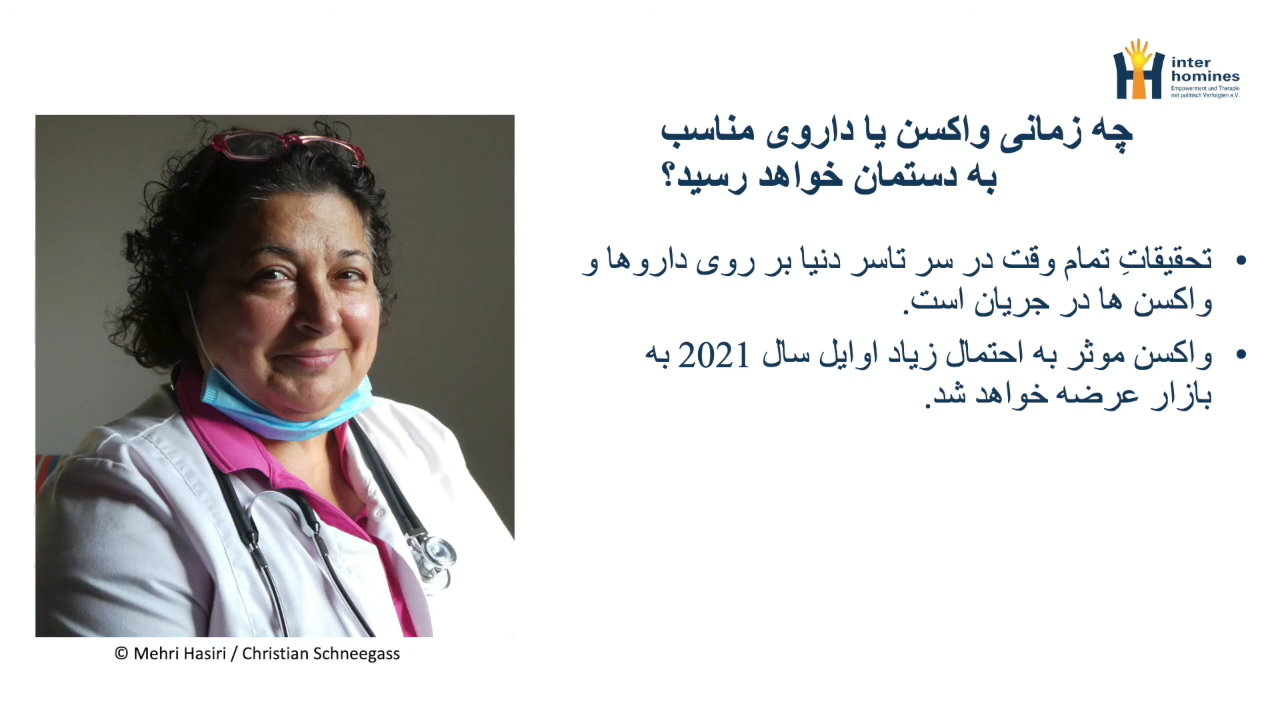 inter
homines
Empowerment und Therapie
mit politisch Verfolgten e.V.
چه زمانی واکسن یا داروی مناسب
به دستمان خواهد رسید؟
• تحقیقاتِ تمام وقت در سر تاسر دنیا بر روی داروها و
واکسن ها در جریان است.
• واکسن موثر به احتمال زیاد اوایل سال 2021 به
بازار عرضه خواهد شد.
© Mehri Hasiri / Christian Schneegass